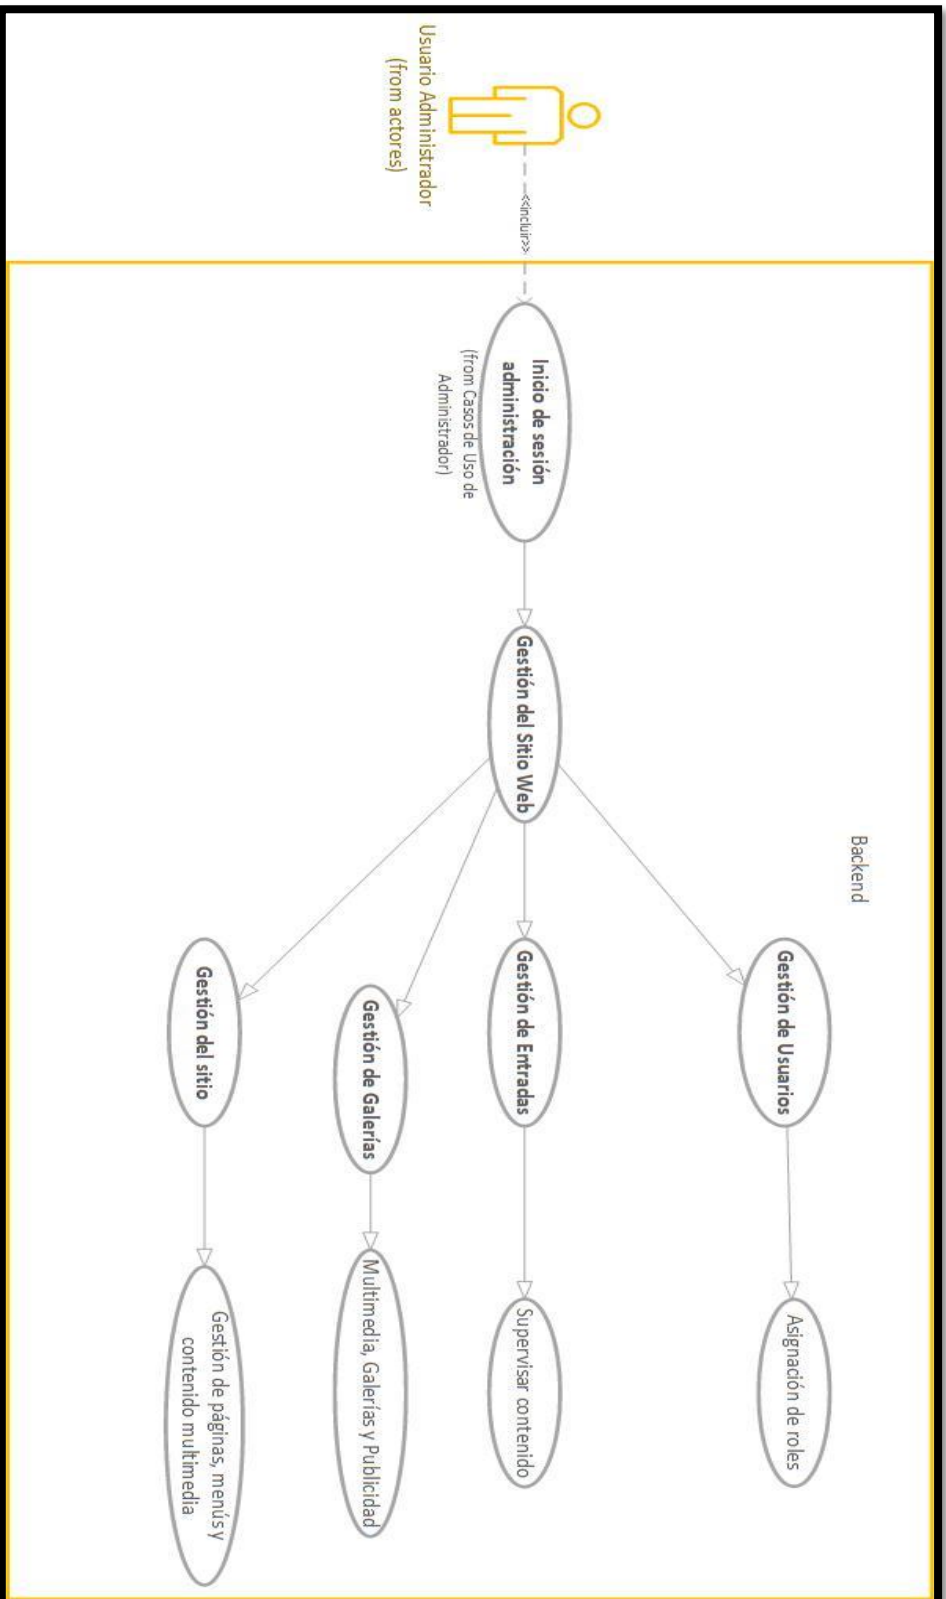 Backend
Usuario Administrador
(from actores)
<<incluir>>
Inicio de sesión
administración
(from Casos de Uso de
Administrador)
Gestión del Sitio Web
Gestión de Usuarios
Asignación de roles
Gestión de Entradas
Supervisar contenido
Gestión de Galerías
Multimedia, Galerías y Publicidad
Gestión del sitio
Gestión de páginas, menús y
contenido multimedia